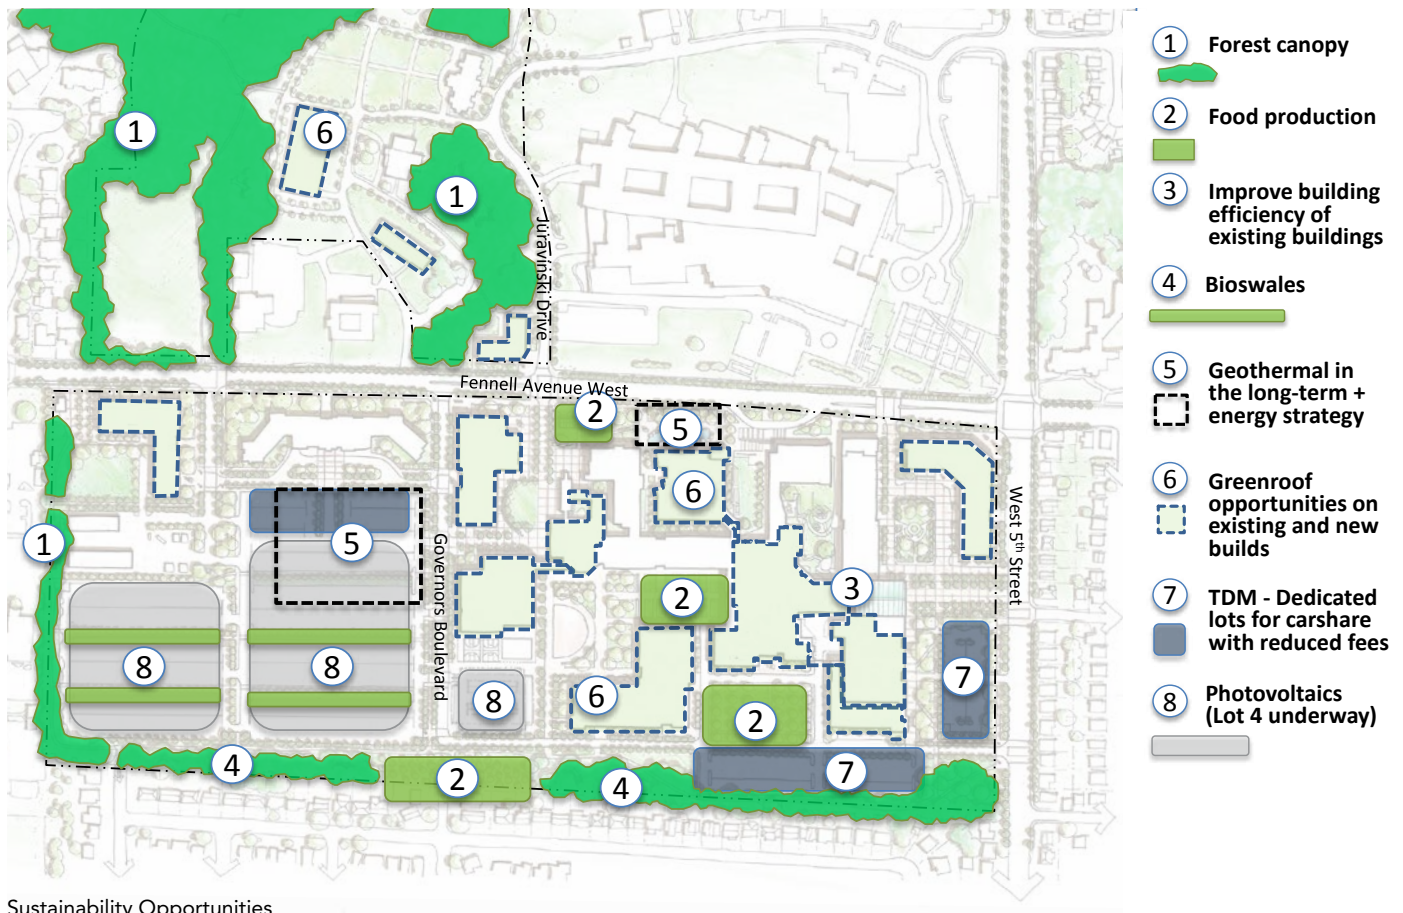 1
6
1
Juravinski Drive
Fennell Avenue West
2
5
6
1
5
Governors Boulevard
West 5th Street
2
3
8
8
8
6
2
7
4
2
4
7
1 Forest canopy
2 Food production
3 Improve building
efficiency of
existing buildings
4 Bioswales
5 Geothermal in
the long-term +
energy strategy
6 Greenroof
opportunities on
existing and new
builds
7 TDM - Dedicated
lots for carshare
with reduced fees
8 Photovoltaics
(Lot 4 underway)
Sustainability Opportunities